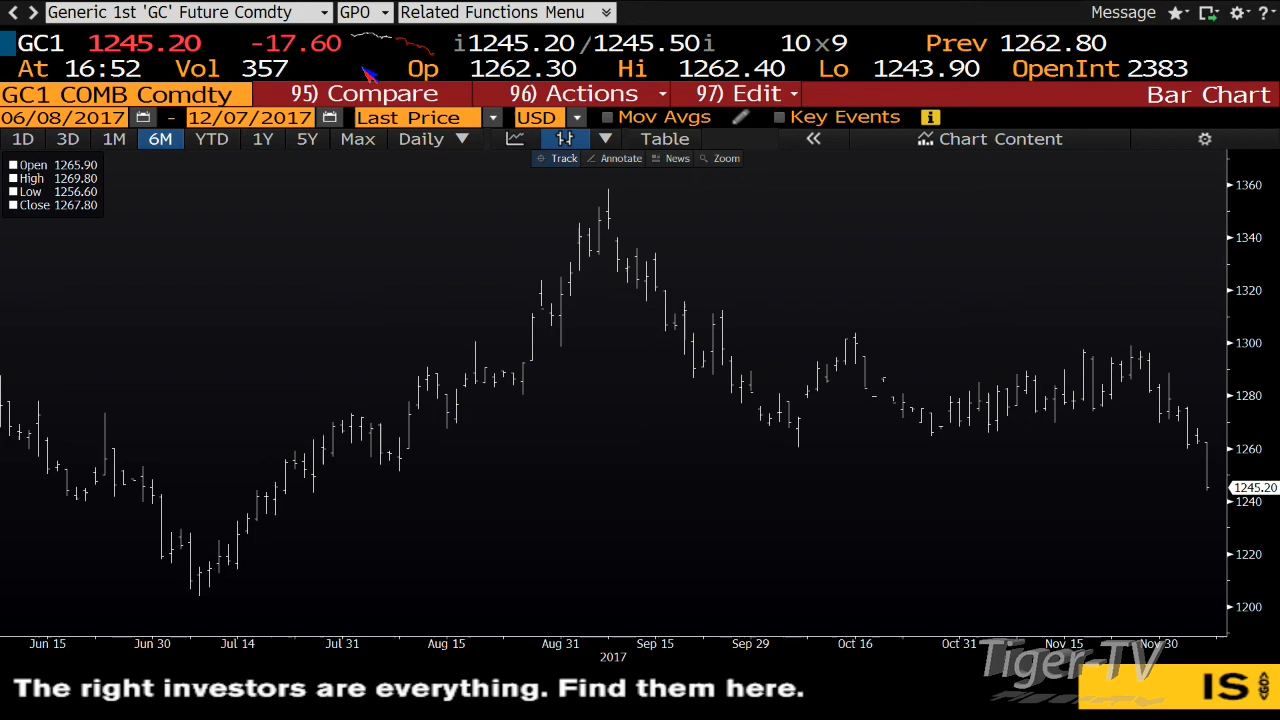 Generic 1st 'GC' Future Comdty GPO Related Functions Menu Message ?
GC1 1245.20 -17.60 i1245.20 /1245.50i 10x9 Prev 1262.80
At 16:52 Vol 357 Op 1262.30 Hi 1262.40 Lo 1243.90 OpenInt 2383
GC1 COMB Comdty 95) Compare 96) Actions 97) Edit Bar Chart
06/08/2017 - 12/07/2017 Last Price USD Mov Avgs Key Events i
1D 3D 1M 6M YTD 1Y 5Y Max Daily Table « Chart Content
Track Annotate News Zoom
Open 1265.90
High 1269.80
Low 1256.60
Close 1267.80
1360
1340
1320
1300
1280
1260
1245.20
1240
1220
1200
Jun 15 Jun 30 Jul 14 Jul 31 Aug 15 Aug 31 Sep 15 Sep 29 Oct 16 Oct 31 Nov 15 Nov 30
2017
Tiger-TV
The right investors are everything. Find them here.
IS